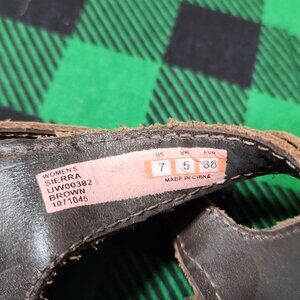 WOMEN'S
SIERRA
UW00382
BROWN
1071045
US UK EUR
7 5 38
MADE IN CHINA